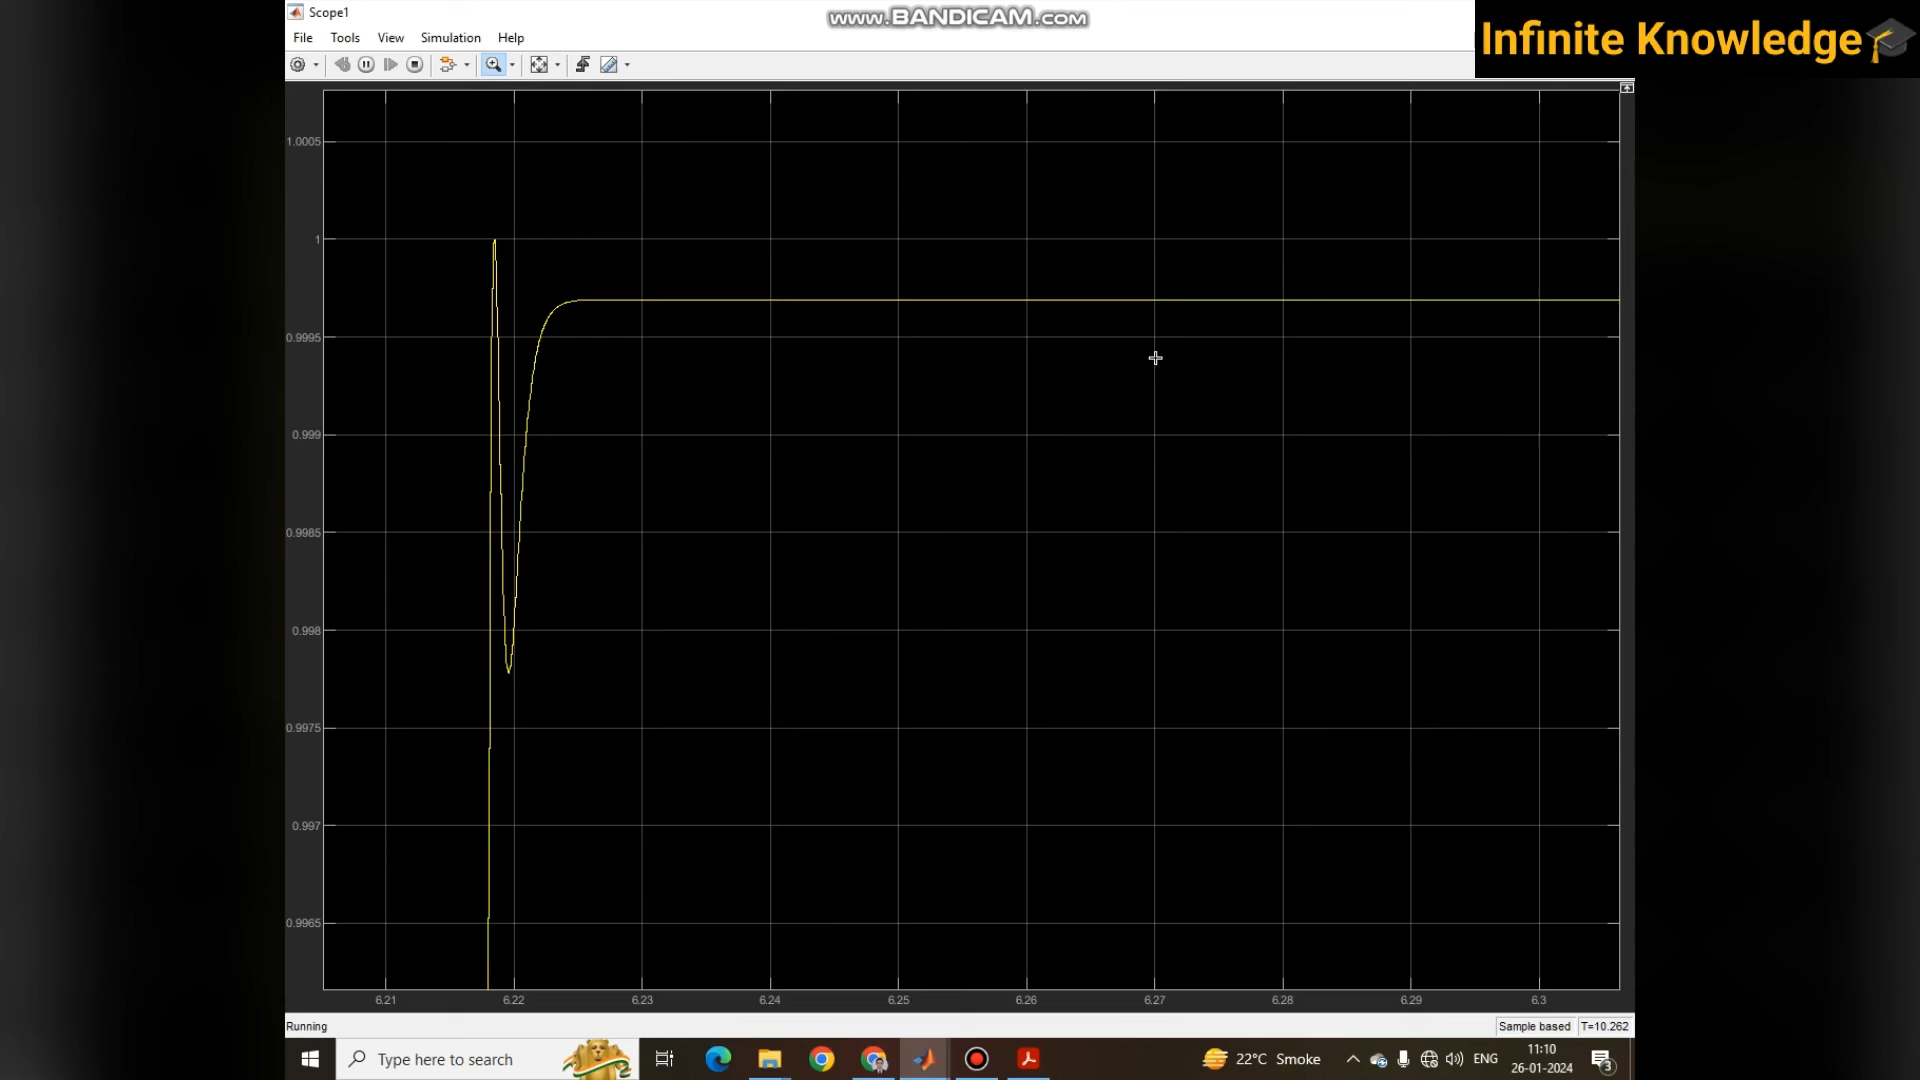 Scope1
www.BANDICAM.com
Infinite Knowledge
File Tools View Simulation Help
1.0005
1
0.9995
0.999
0.9985
0.998
0.9975
0.997
0.9965
6.21 6.22 6.23 6.24 6.25 6.26 6.27 6.28 6.29 6.3
Running
Sample based T=10.262
Type here to search
22°C Smoke
ENG
11:10
26-01-2024
3